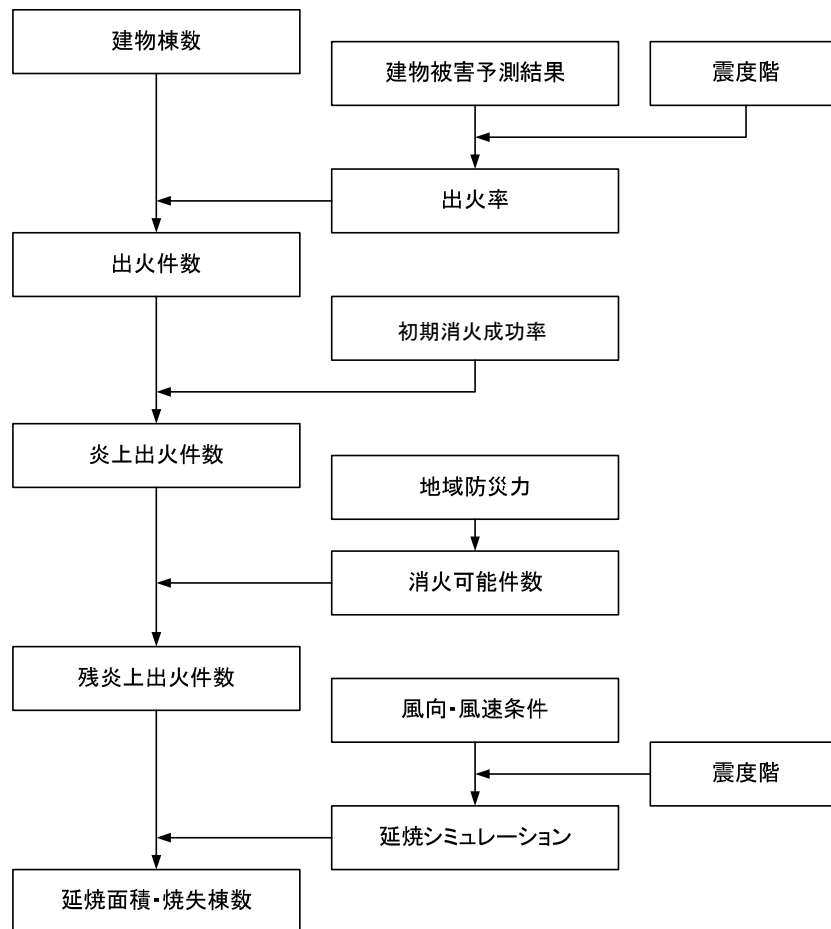 建物棟数
建物被害予測結果
震度階
出火率
出火件数
初期消火成功率
炎上出火件数
地域防災力
消火可能件数
残炎上出火件数
風向・風速条件
震度階
延焼シミュレーション
延焼面積・焼失棟数